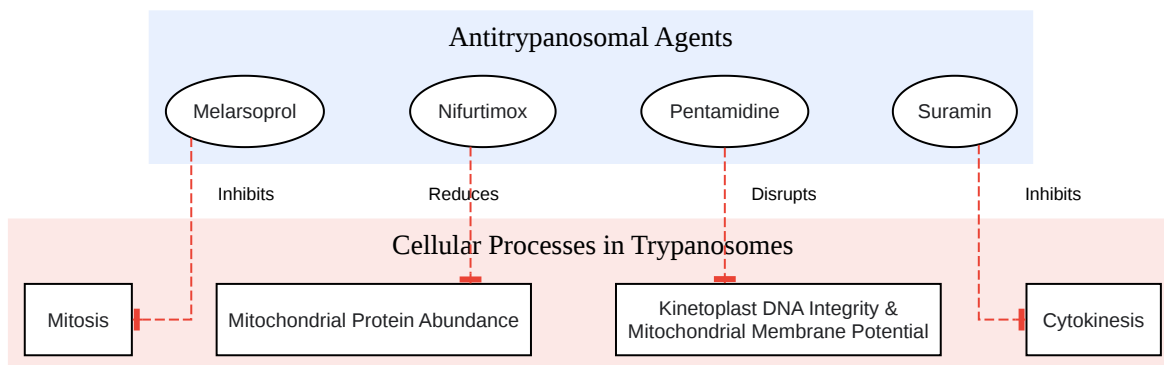 Antitrypanosomal Agents
Melarsoprol
Nifurtimox
Pentamidine
Suramin
Inhibits
Reduces
Disrupts
Inhibits
Cellular Processes in Trypanosomes
Mitosis
Mitochondrial Protein Abundance
Kinetoplast DNA Integrity &
Mitochondrial Membrane Potential
Cytokinesis